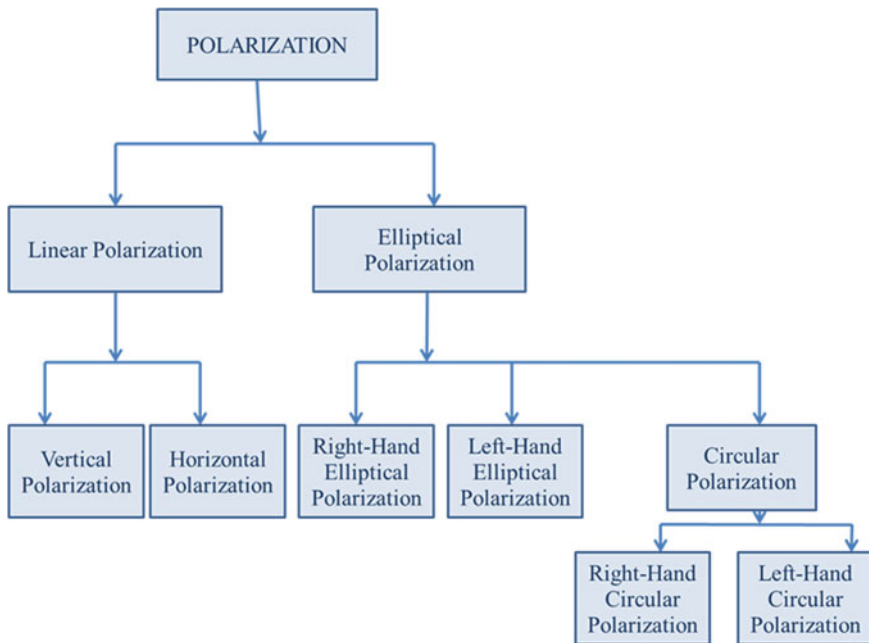 POLARIZATION
Linear Polarization
Elliptical
Polarization
Vertical
Polarization
Horizontal
Polarization
Right-Hand
Elliptical
Polarization
Left-Hand
Elliptical
Polarization
Circular
Polarization
Right-Hand
Circular
Polarization
Left-Hand
Circular
Polarization